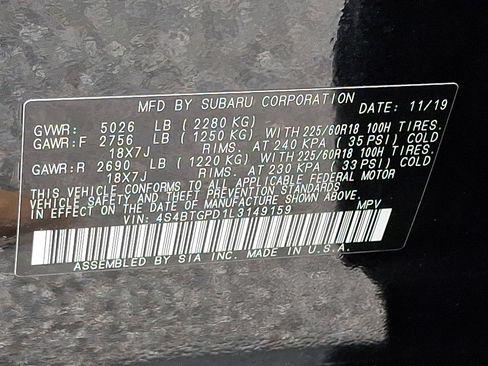 MFD BY SUBARU CORPORATION DATE: 11/19
GVWR: 5026 LB ( 2280 KG)
GAWR:F 2756 LB ( 1250 KG) WITH 225/60R18 100H TIRES.
18X7J RIMS. AT 240 KPA ( 35 PSI) COLD
GAWR:R 2690 LB ( 1220 KG) WITH 225/60R18 100H TIRES.
18X7J RIMS. AT 230 KPA ( 33 PSI) COLD
THIS VEHICLE CONFORMS TO ALL APPLICABLE FEDERAL MOTOR
VEHICLE SAFETY AND THEFT PREVENTION STANDARDS
IN EFFECT ON THE DATE OF MANUFACTURE SHOWN ABOVE.
VIN: 4S4BTGPD1L3149159 MPV
ASSEMBLED BY SIA INC. MADE IN U.S.A.